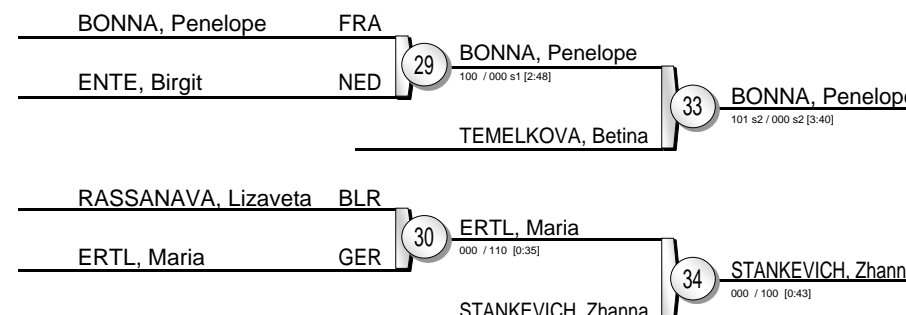 BONNA, Penelope FRA
29
BONNA, Penelope
100 / 000 s1 [2:48]
ENTE, Birgit NED
33
BONNA, Penelope
101 s2 / 000 s2 [3:40]
TEMELKOVA, Betina
RASSANAVA, Lizaveta BLR
30
ERTL, Maria
000 / 110 [0:35]
ERTL, Maria GER
34
STANKEVICH, Zhann
000 / 100 [0:43]
STANKEVICH, Zhanna